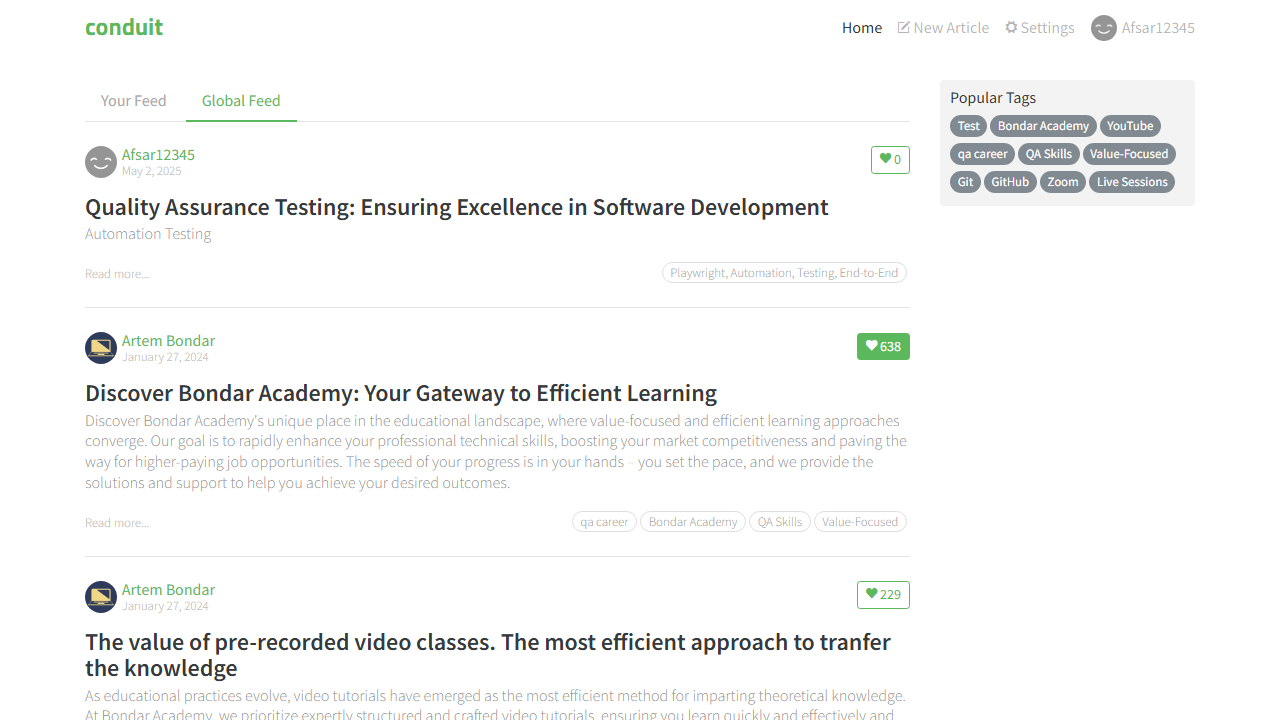 conduit
Home New Article Settings Afsar12345
Your Feed Global Feed
Popular Tags
Test Bondar Academy YouTube
qa career QA Skills Value-Focused
Git GitHub Zoom Live Sessions
Afsar12345
May 2, 2025
0
Quality Assurance Testing: Ensuring Excellence in Software Development
Automation Testing
Read more...
Playwright, Automation, Testing, End-to-End
Artem Bondar
January 27, 2024
638
Discover Bondar Academy: Your Gateway to Efficient Learning
Discover Bondar Academy's unique place in the educational landscape, where value-focused and efficient learning approaches
converge. Our goal is to rapidly enhance your professional technical skills, boosting your market competitiveness and paving the
way for higher-paying job opportunities. The speed of your progress is in your hands – you set the pace, and we provide the
solutions and support to help you achieve your desired outcomes.
Read more...
qa career Bondar Academy QA Skills Value-Focused
Artem Bondar
January 27, 2024
229
The value of pre-recorded video classes. The most efficient approach to tranfer
the knowledge
As educational practices evolve, video tutorials have emerged as the most efficient method for imparting theoretical knowledge.
At Bondar Academy, we prioritize expertly structured and crafted video tutorials, ensuring you learn quickly and effectively and